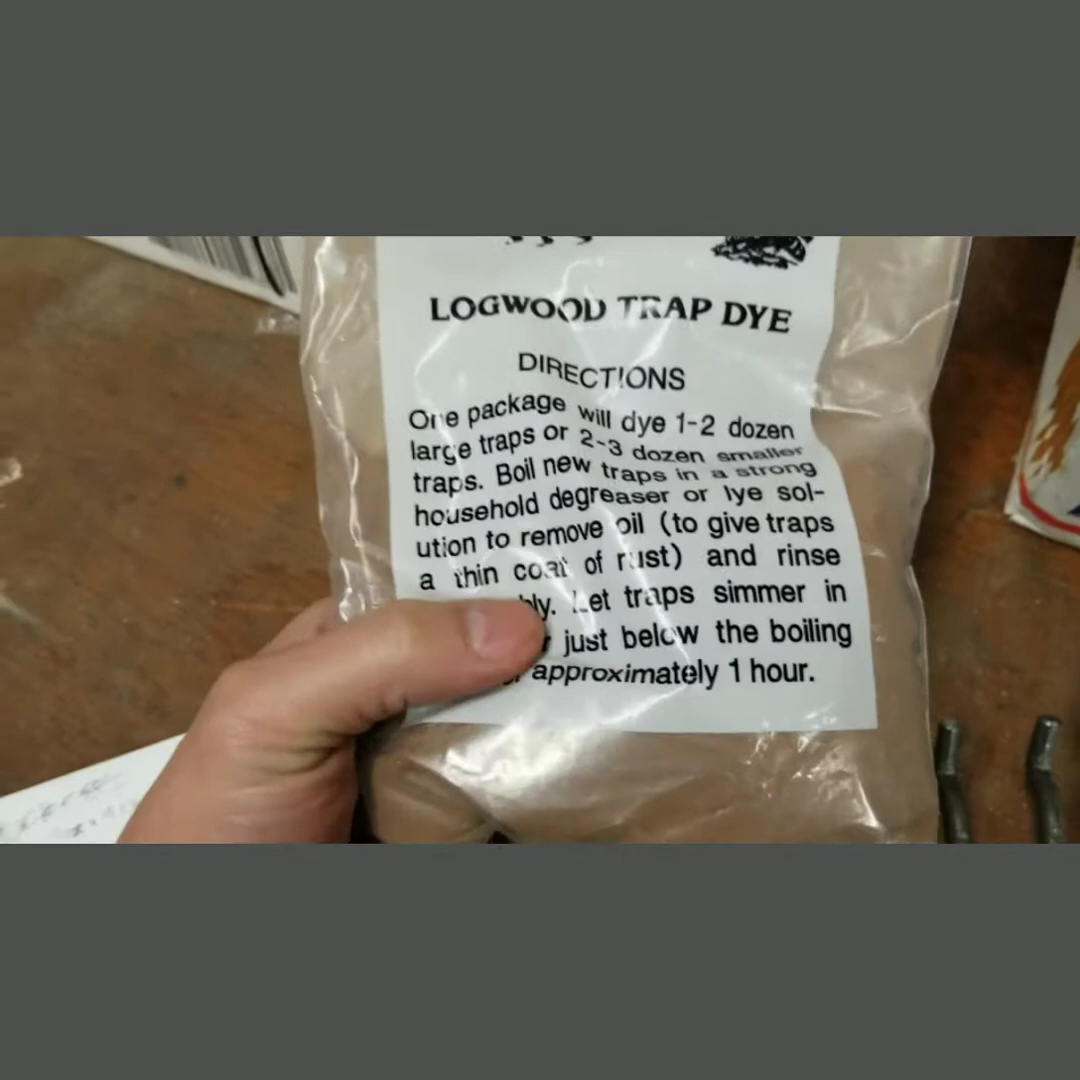 LOGWOOD TRAP DYE
DIRECTIONS
One package will dye 1-2 dozen
large traps or 2-3 dozen smaller
traps. Boil new traps in a strong
household degreaser or lye sol-
ution to remove oil (to give traps
a thin coat of rust) and rinse
Let traps simmer in
just below the boiling
approximately 1 hour.